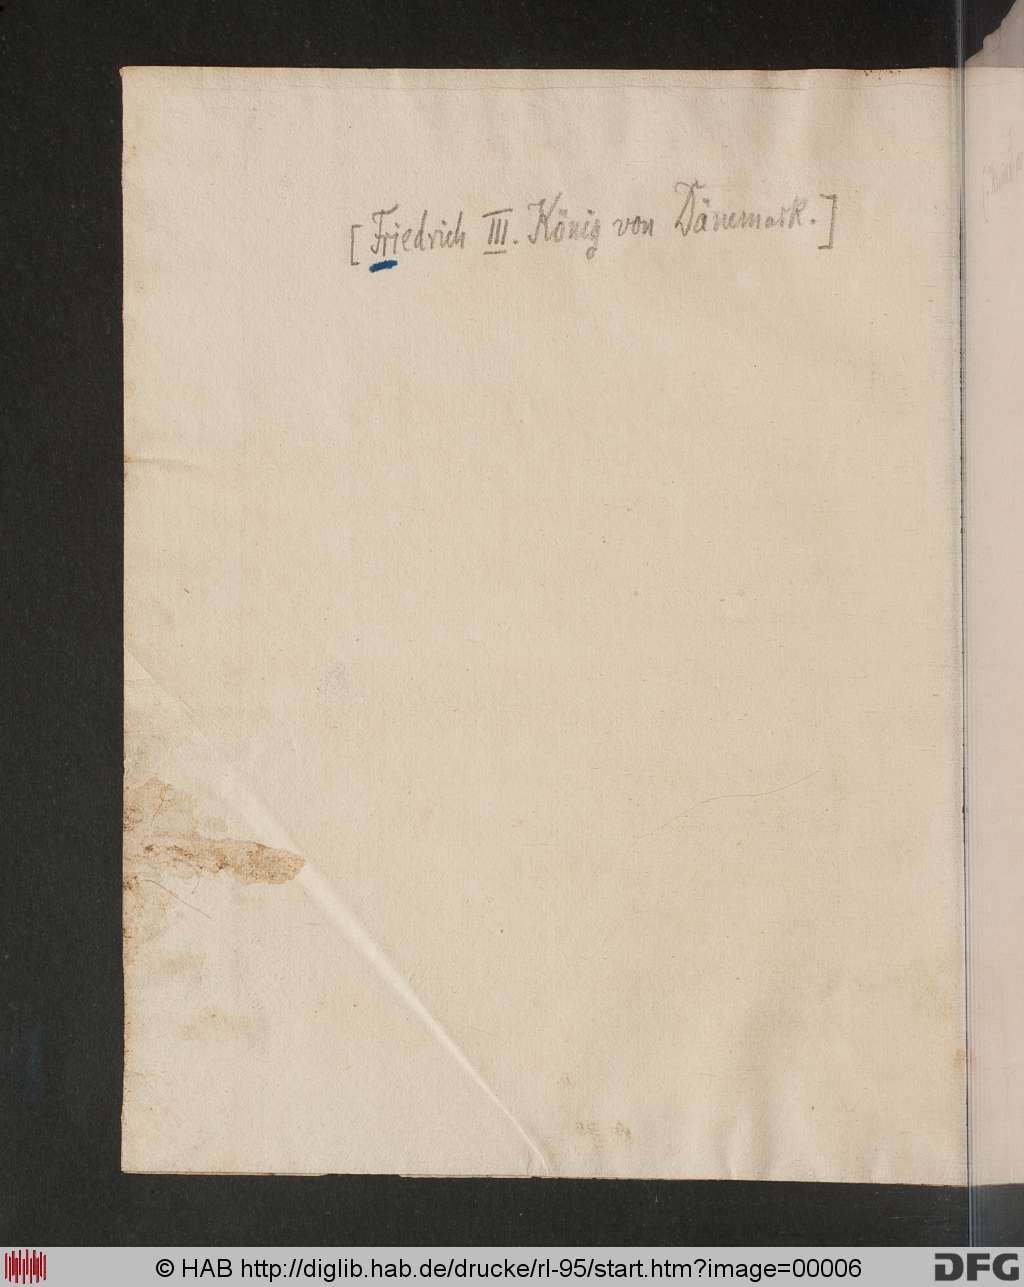 [Friedrich III. König von Dänemark.]
© HAB http://diglib.hab.de/drucke/rl-95/start.htm?image=00006
DFG